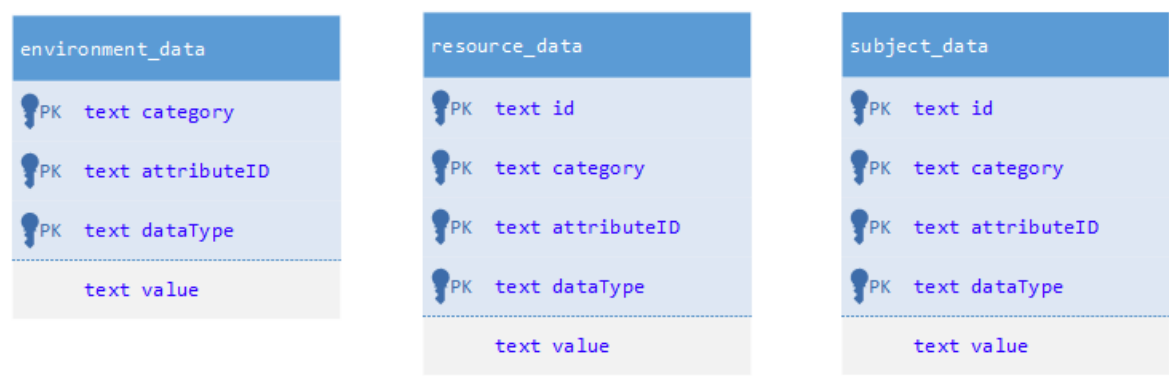 environment_data
PK text category
PK text attributeID
PK text dataType
text value
resource_data
PK text id
PK text category
PK text attributeID
PK text dataType
text value
subject_data
PK text id
PK text category
PK text attributeID
PK text dataType
text value